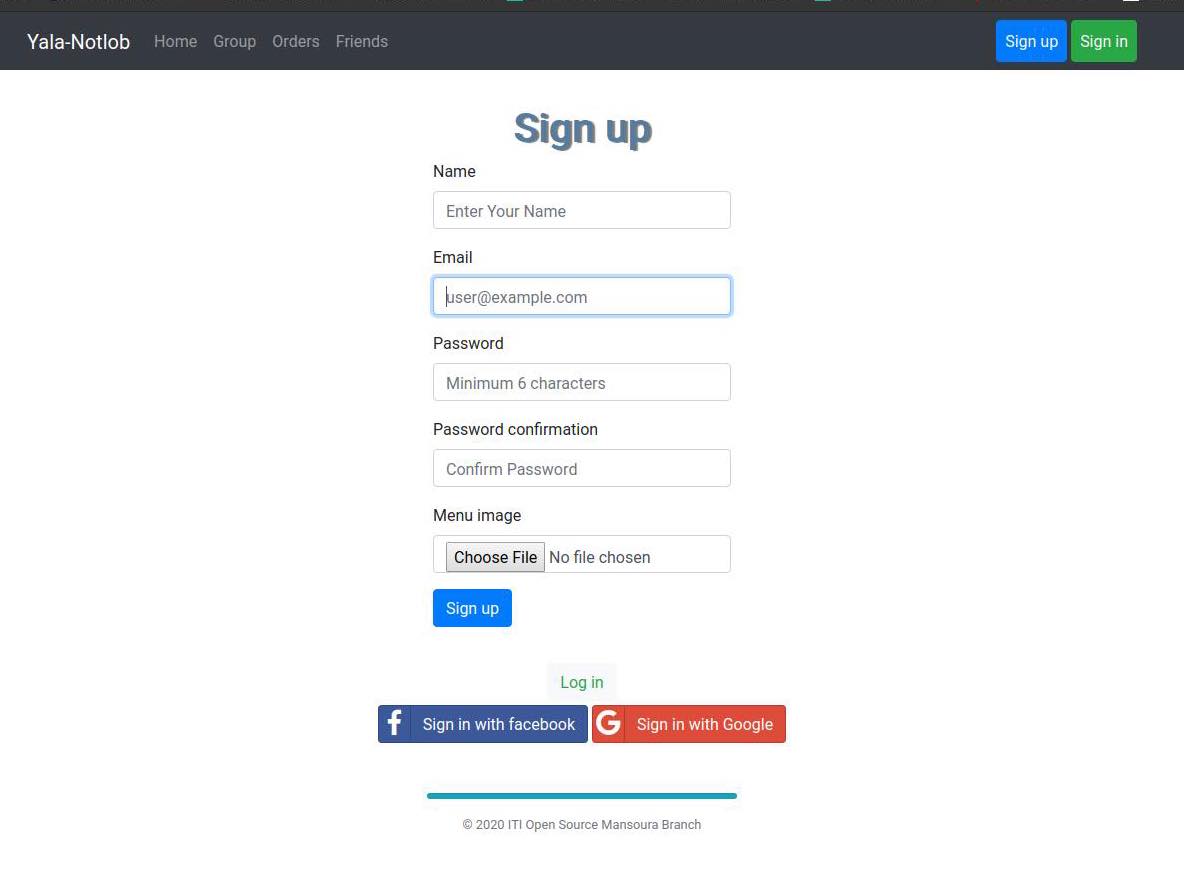 Yala-Notlob Home Group Orders Friends Sign up Sign in
Sign up
Name
Enter Your Name
Email
user@example.com
Password
Minimum 6 characters
Password confirmation
Confirm Password
Menu image
Choose File No file chosen
Sign up
Log in
Sign in with facebook Sign in with Google
© 2020 ITI Open Source Mansoura Branch